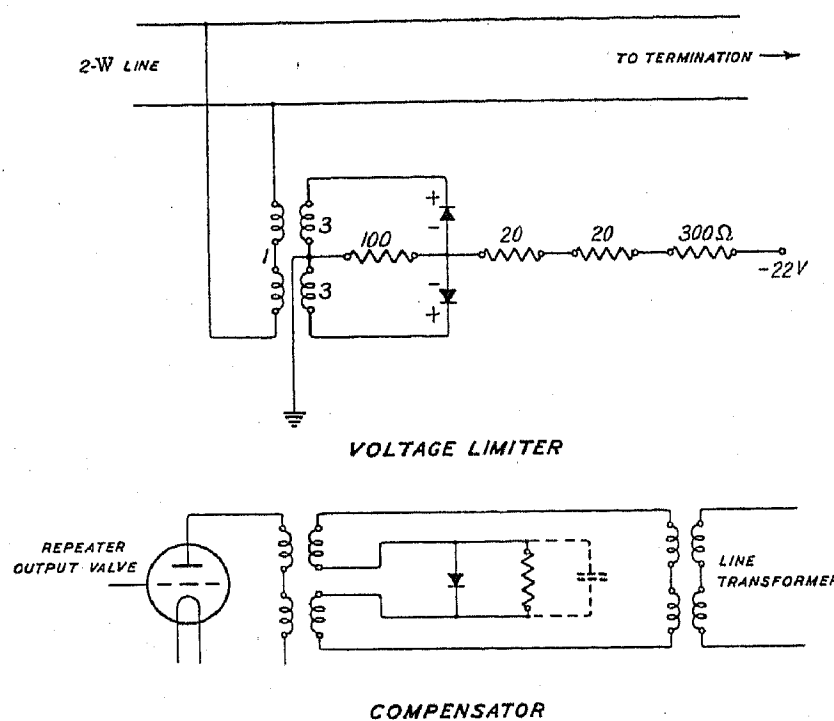 2-W LINE
TO TERMINATION
+
-
1
3
3
100
20
20
300Ω
-22V
-
+
VOLTAGE LIMITER
REPEATER
OUTPUT VALVE
LINE
TRANSFORMER
COMPENSATOR